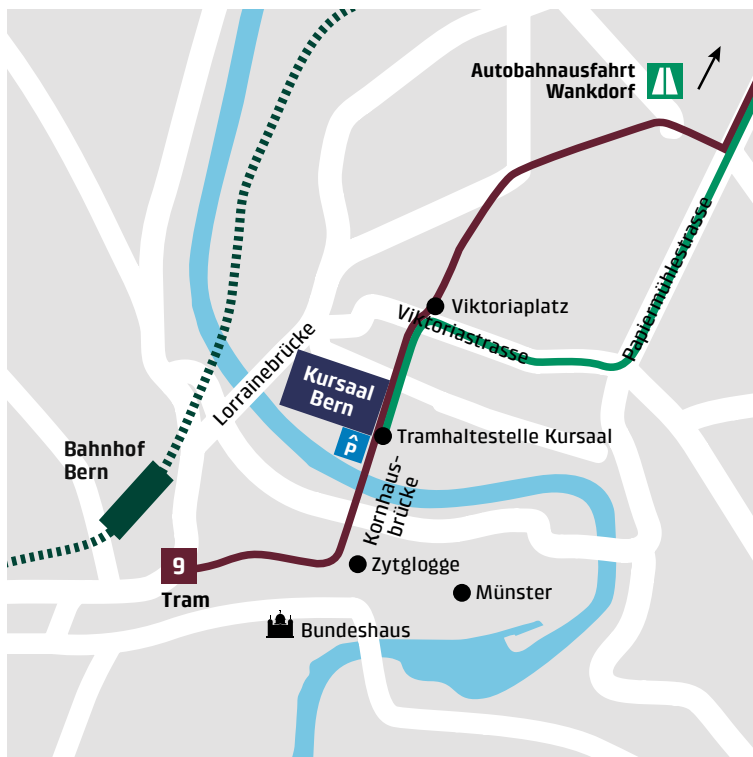 Autobahnausfahrt
Wankdorf
Papiermühlestrasse
Viktoriaplatz
Viktoriastrasse
Lorrainebrücke
Kursaal
Bern
P
Tramhaltestelle Kursaal
Bahnhof
Bern
Kornhaus-
brücke
9
Tram
Zytglogge
Münster
Bundeshaus